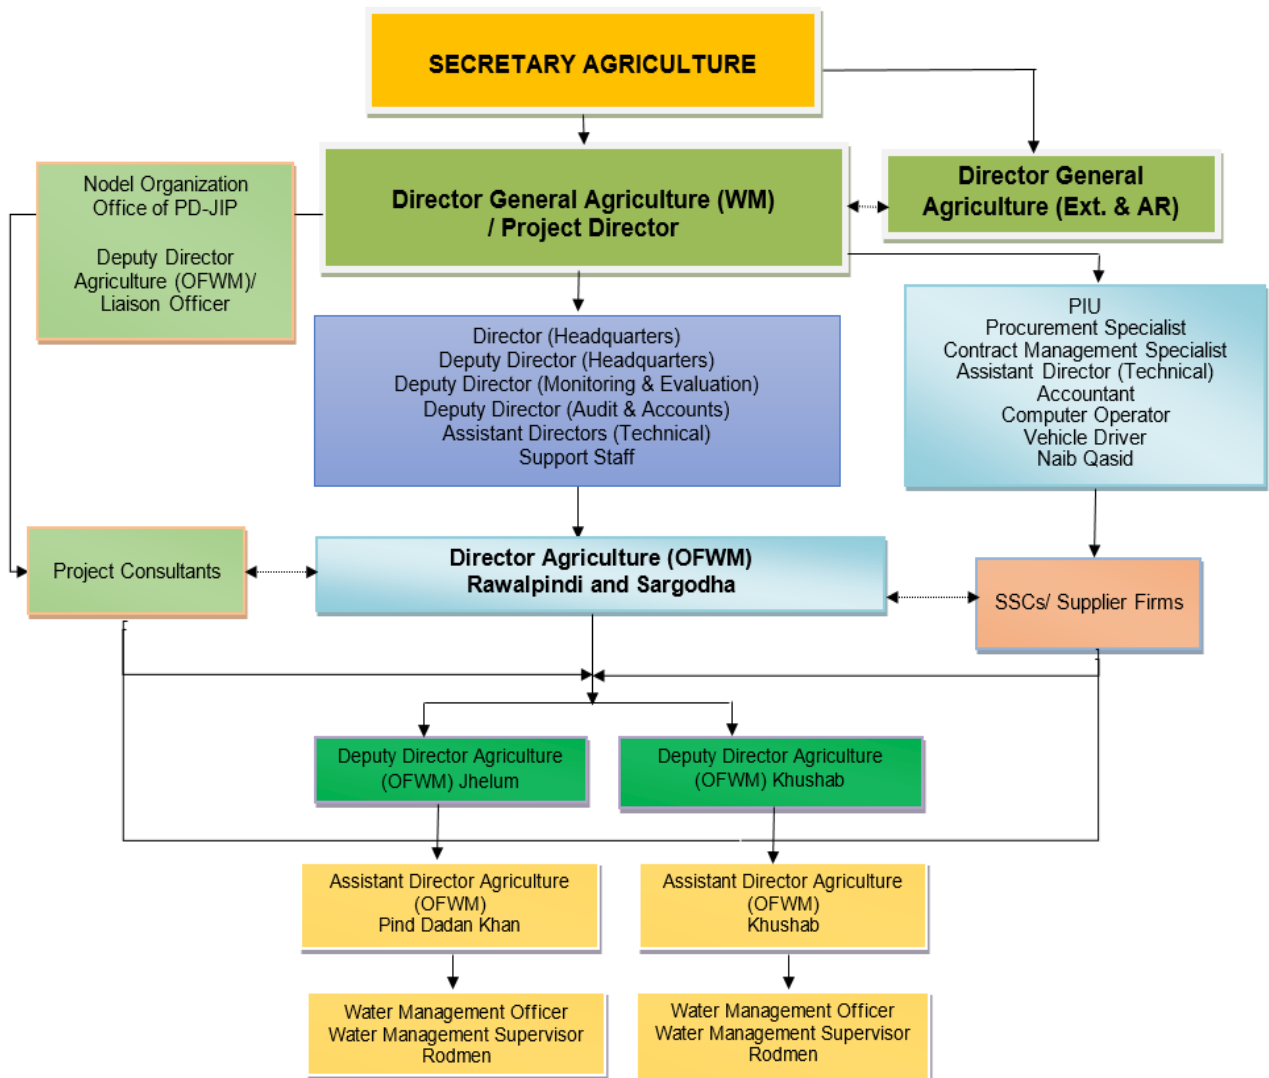 SECRETARY AGRICULTURE
Nodel Organization
Office of PD-JIP
Deputy Director
Agriculture (OFWM)/
Liaison Officer
Director General Agriculture (WM)
/ Project Director
Director General
Agriculture (Ext. & AR)
Director (Headquarters)
Deputy Director (Headquarters)
Deputy Director (Monitoring & Evaluation)
Deputy Director (Audit & Accounts)
Assistant Directors (Technical)
Support Staff
PIU
Procurement Specialist
Contract Management Specialist
Assistant Director (Technical)
Accountant
Computer Operator
Vehicle Driver
Naib Qasid
Project Consultants
Director Agriculture (OFWM)
Rawalpindi and Sargodha
SSCs/ Supplier Firms
Deputy Director Agriculture
(OFWM) Jhelum
Deputy Director Agriculture
(OFWM) Khushab
Assistant Director Agriculture
(OFWM)
Pind Dadan Khan
Assistant Director Agriculture
(OFWM)
Khushab
Water Management Officer
Water Management Supervisor
Rodmen
Water Management Officer
Water Management Supervisor
Rodmen